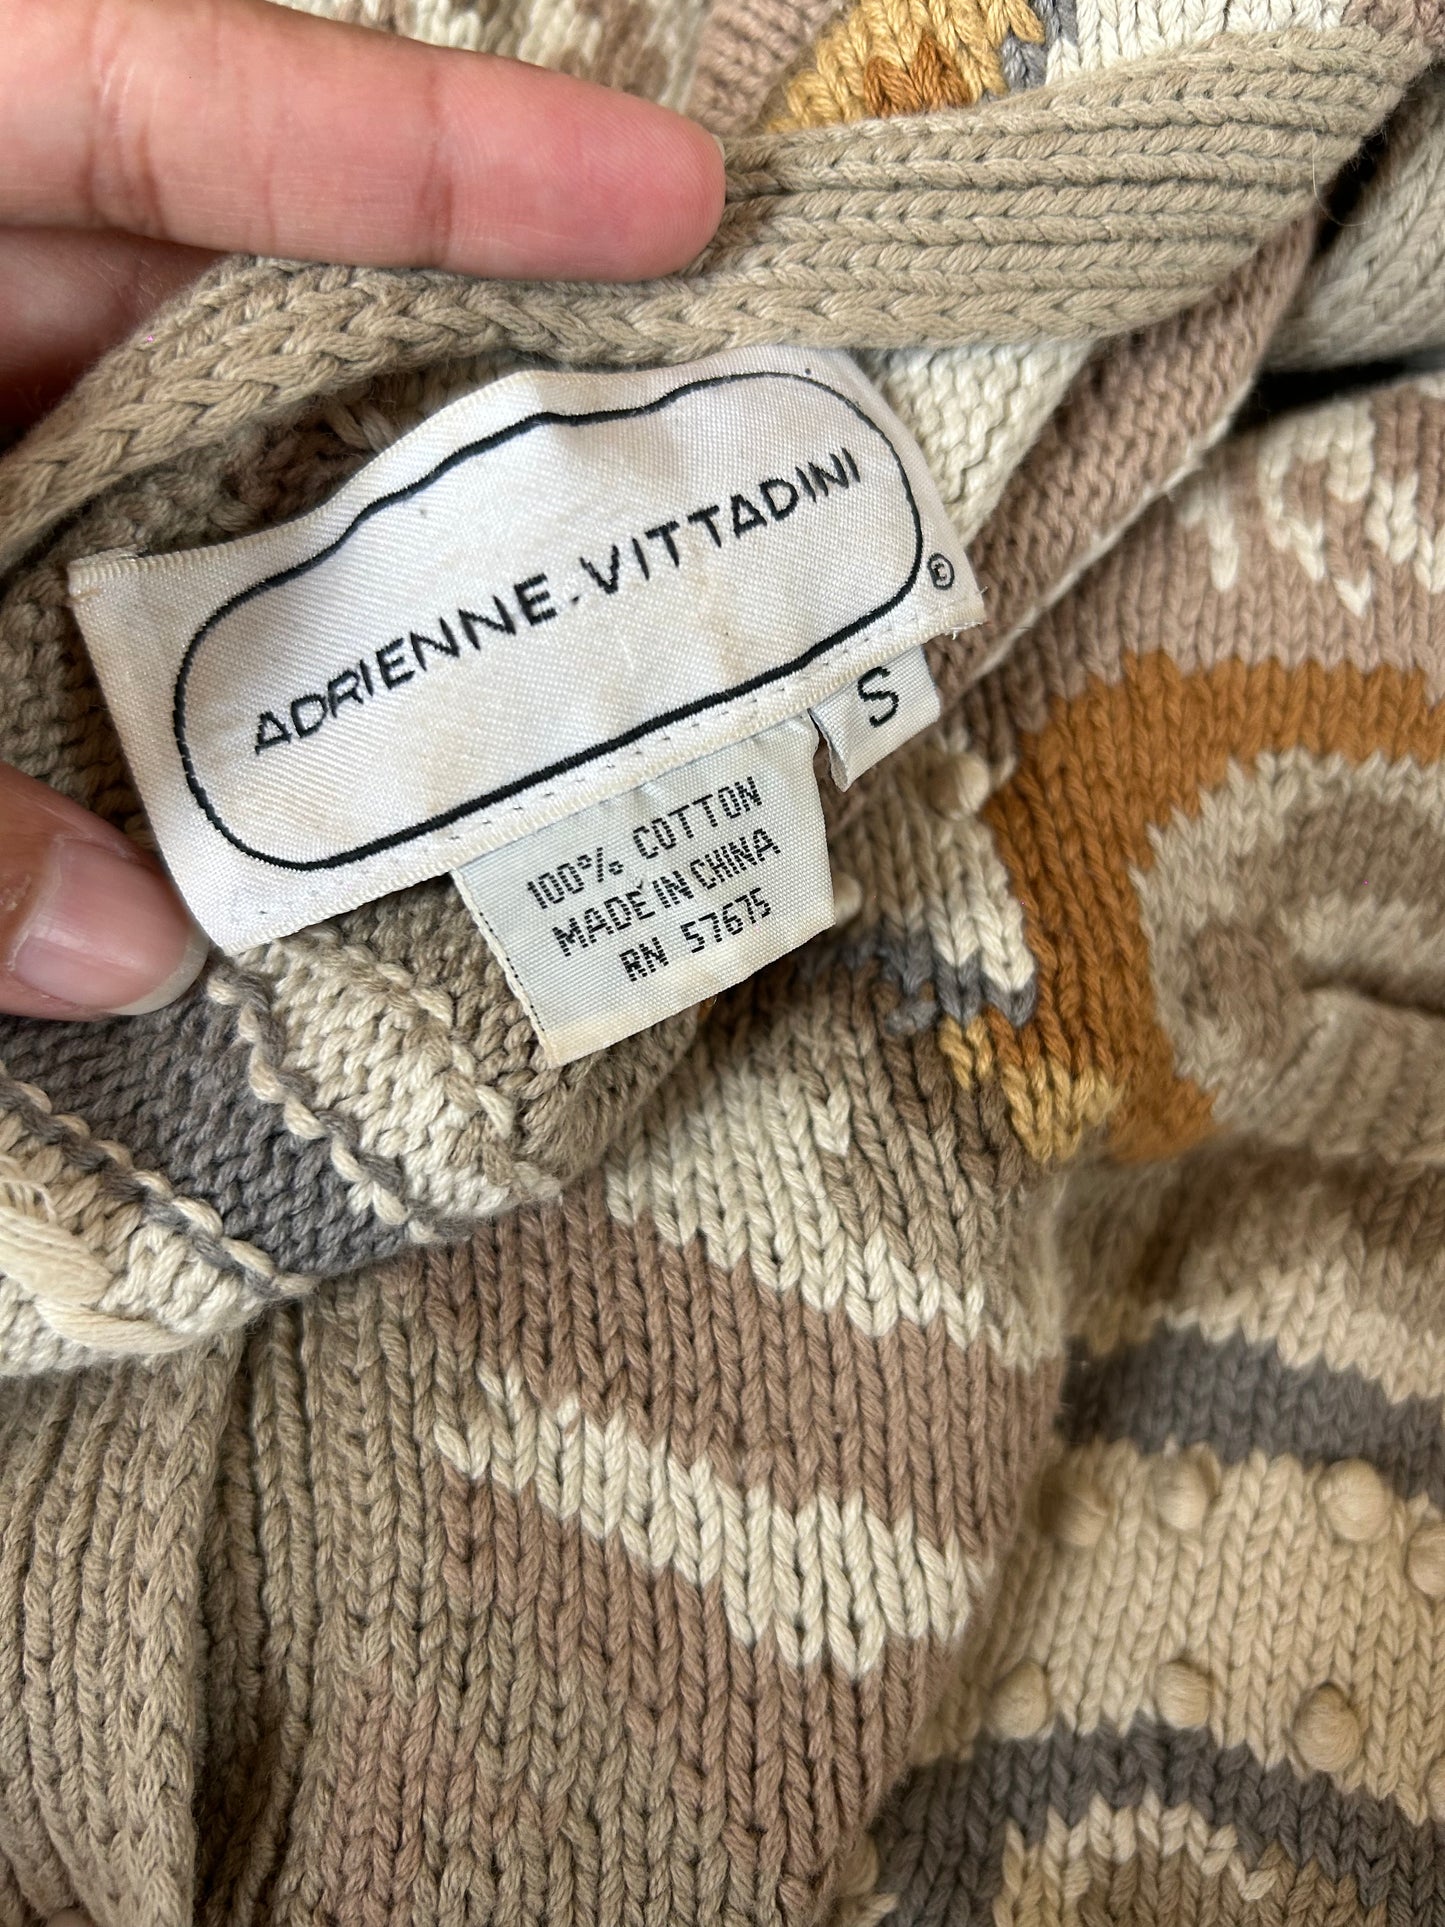 ADRIENNE.VITTADINI
©
S
100% COTTON
MADE IN CHINA
RN 57675